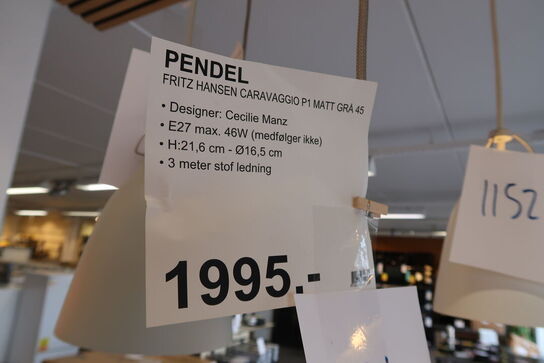 PENDEL
FRITZ HANSEN CARAVAGGIO P1 MATT GRÅ 45
• Designer: Cecilie Manz
• E27 max. 46W (medfølger ikke)
• H:21,6 cm - Ø16,5 cm
• 3 meter stof ledning
1995.-
1152